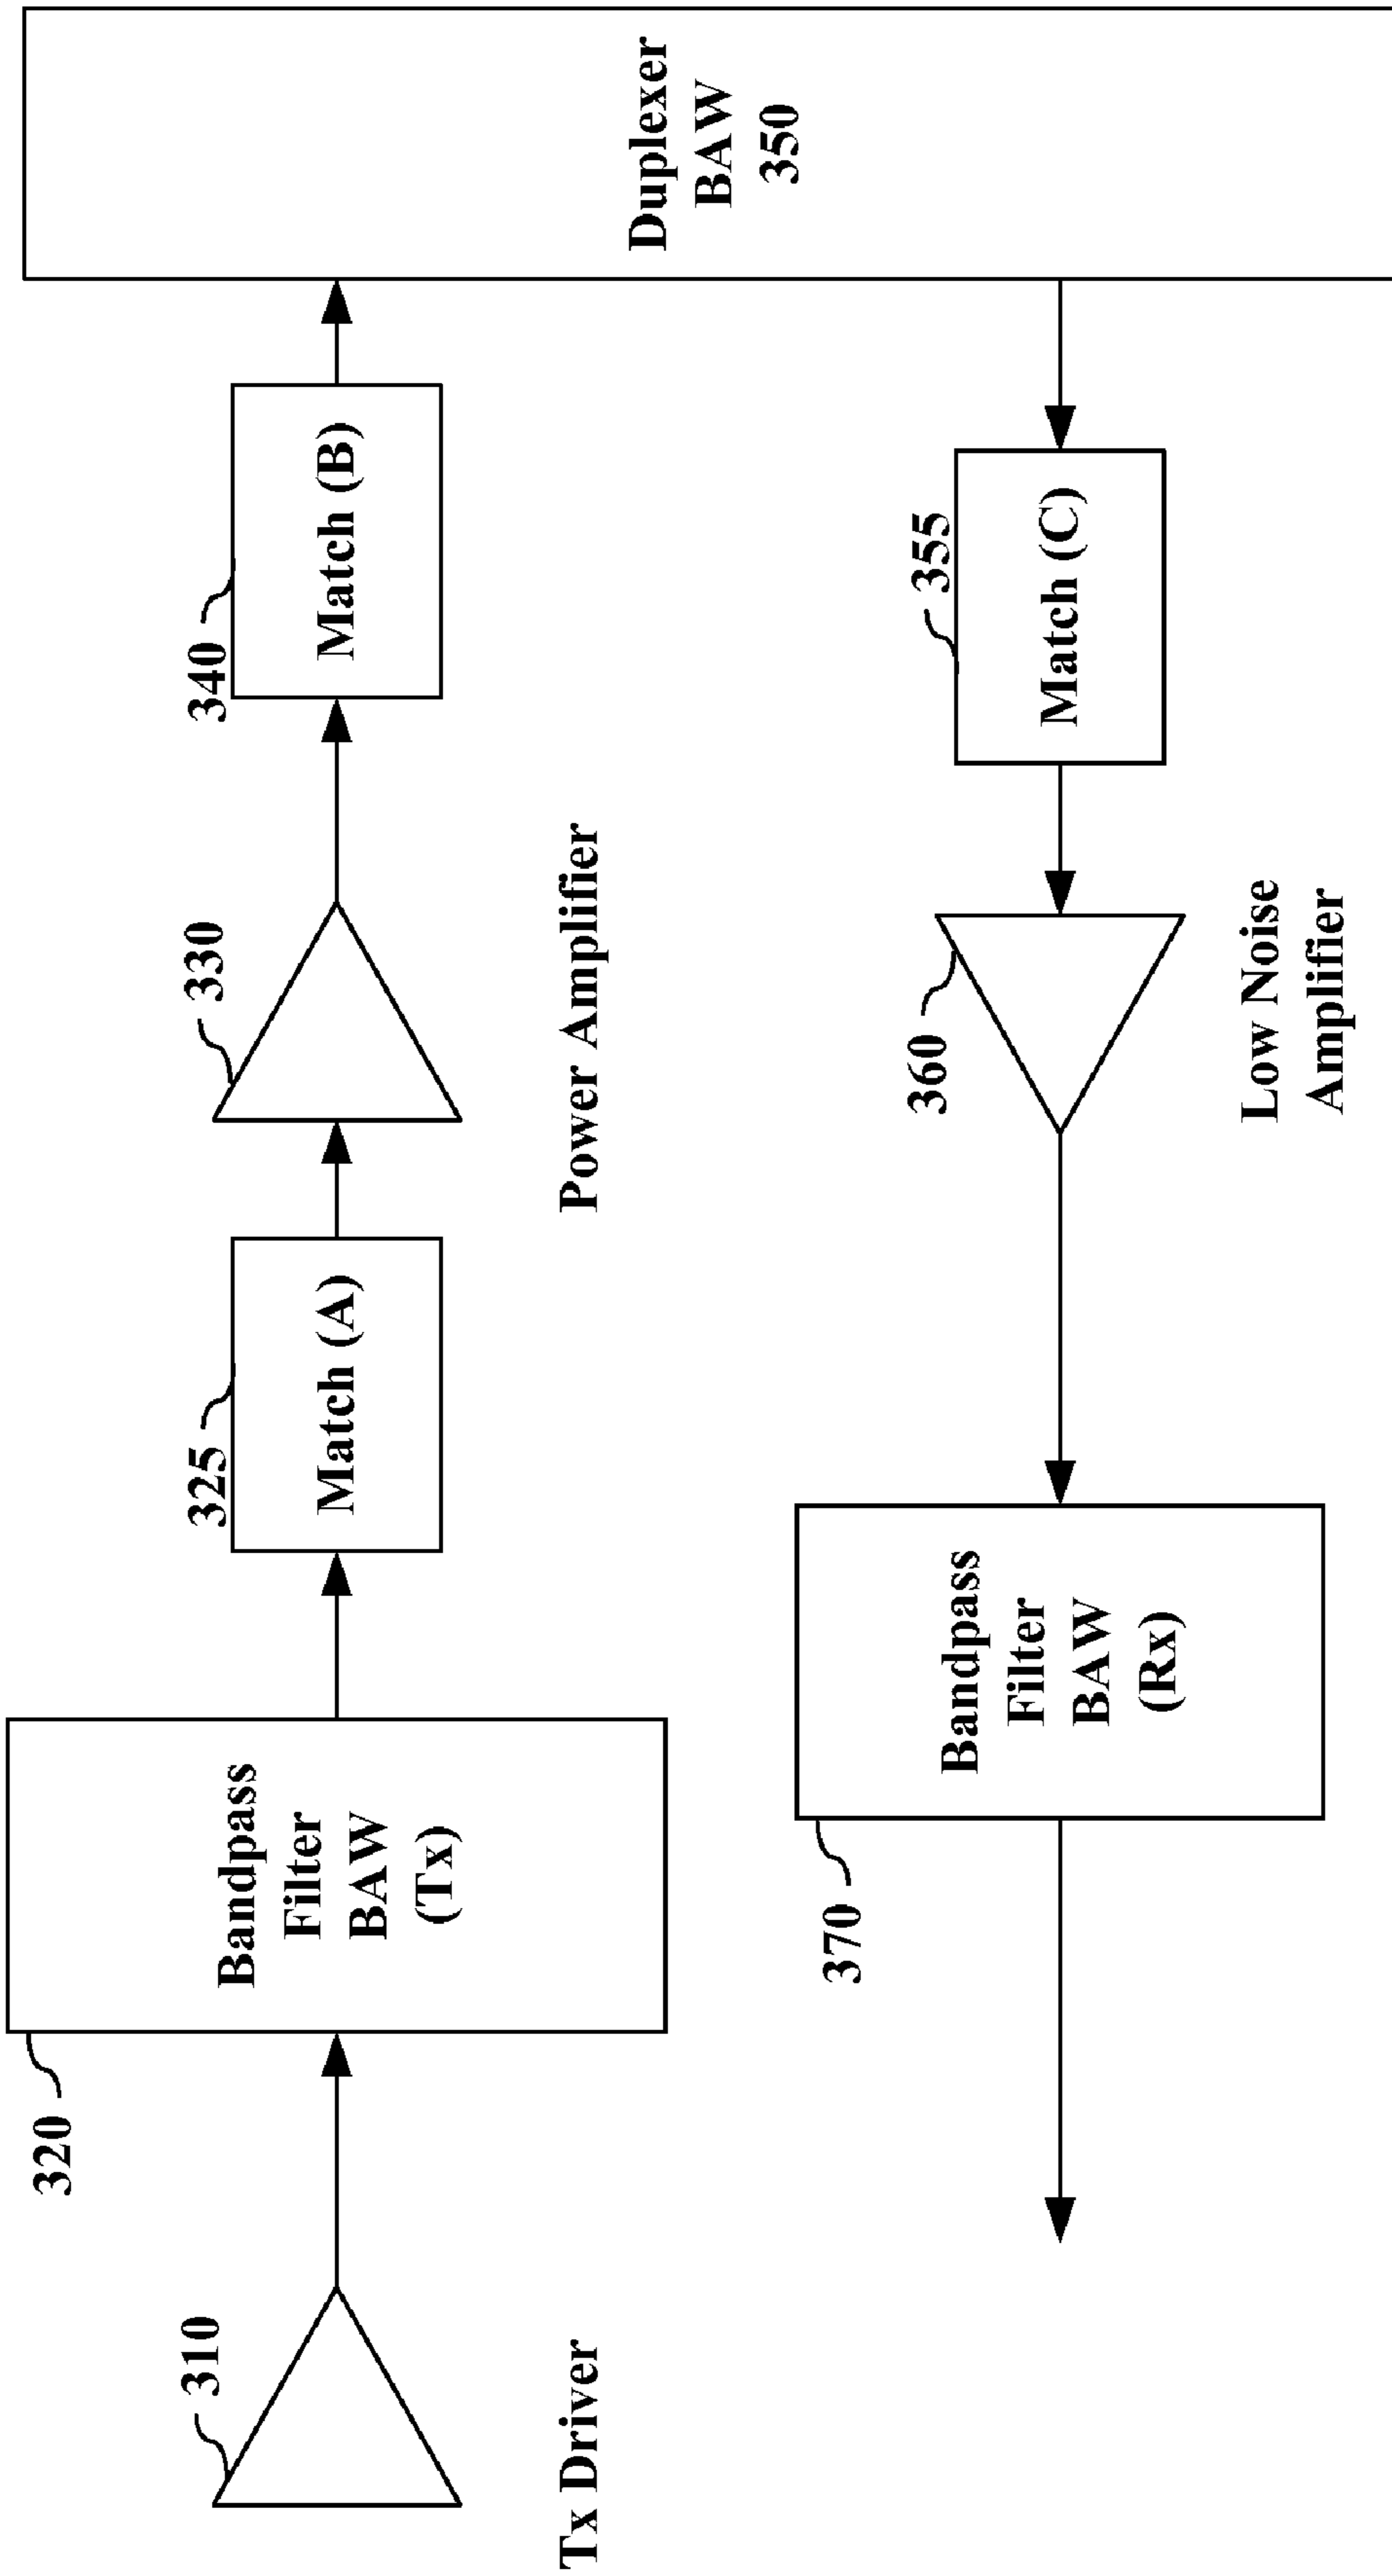 310
Tx Driver
320
Bandpass
Filter
BAW
(Tx)
325
Match (A)
330
Power Amplifier
340
Match (B)
Duplexer
BAW
350
355
Match (C)
360
Low Noise
Amplifier
370
Bandpass
Filter
BAW
(Rx)